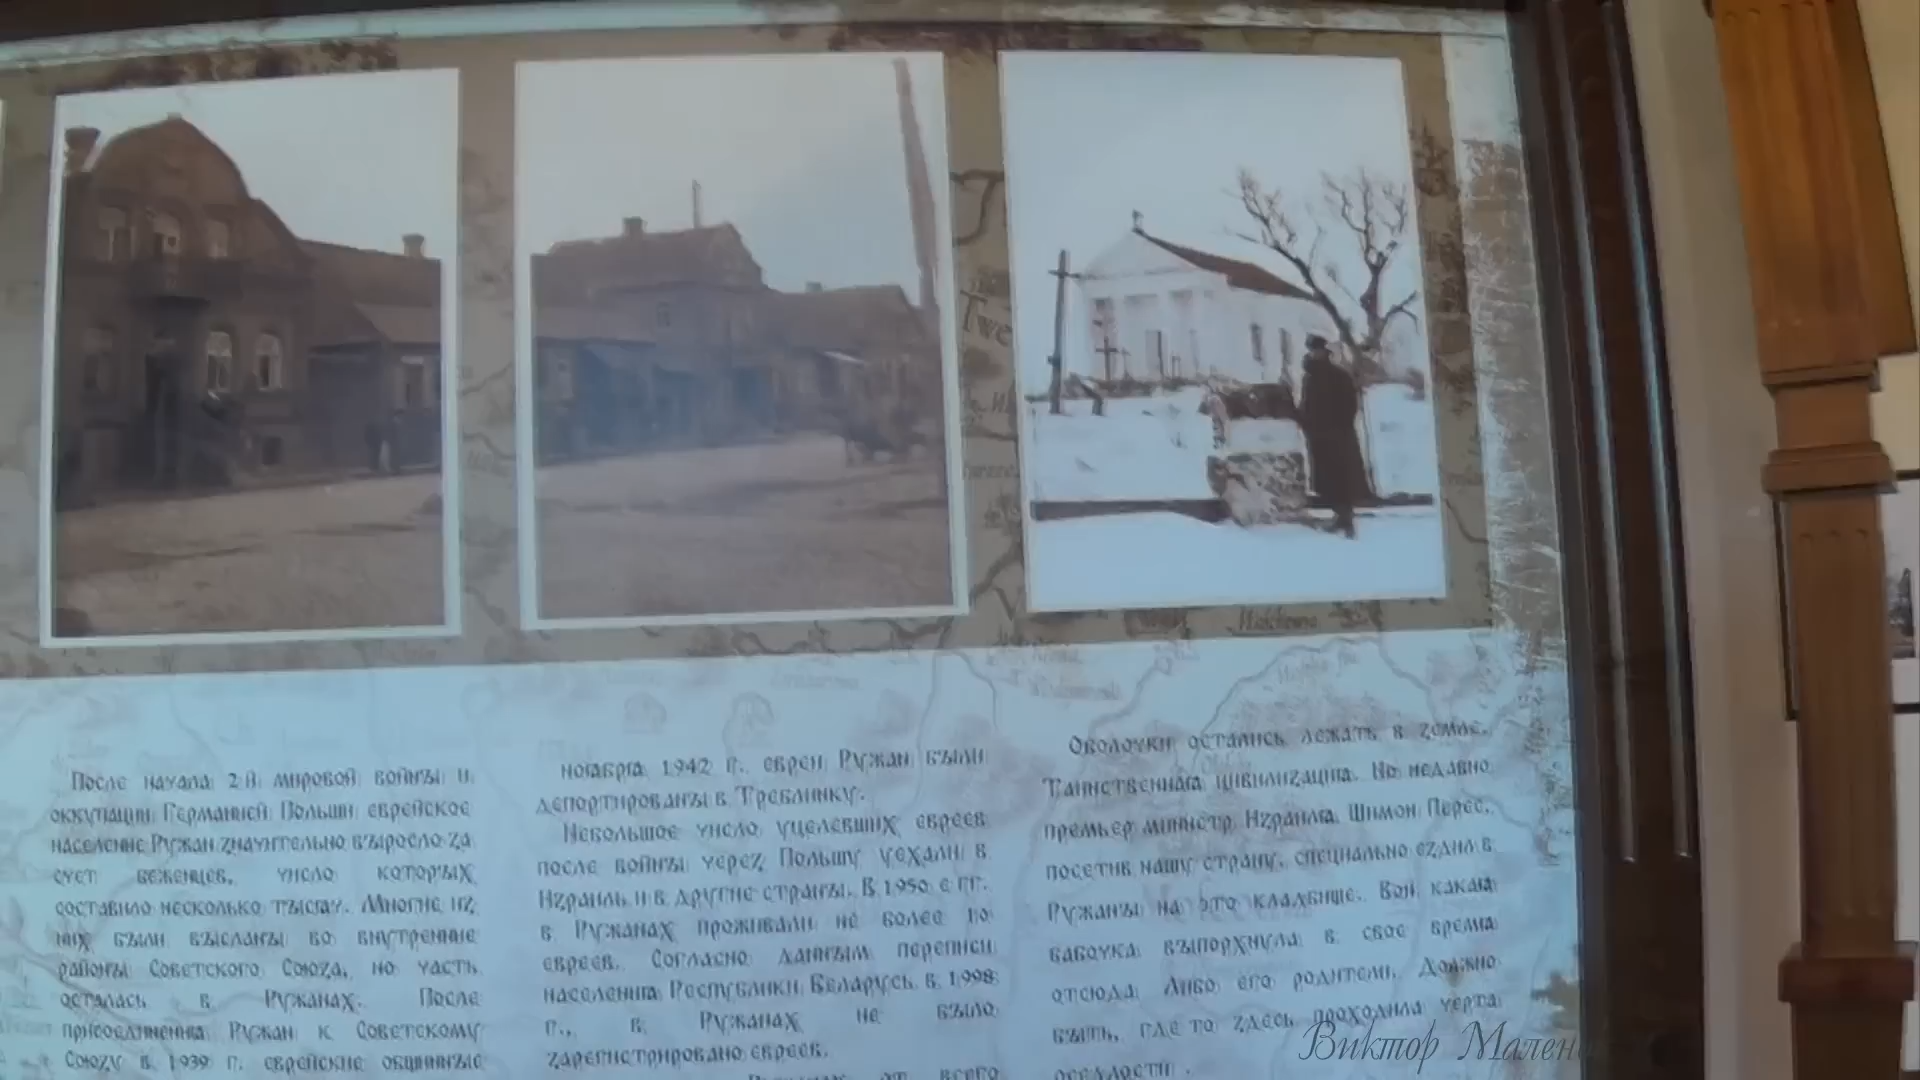 После начала 2-й мировой войны и
оккупации Германией Польши еврейское
население Ружан значительно выросло за
счет беженцев, число которых
составило несколько тысяч. Многие из
них были высланы во внутренние
районы Советского Союза, но часть
осталась в Ружанах. После
присоединения Ружан к Советскому
Союзу в 1939 г. еврейские общинные
ноября 1942 г., евреи Ружан были
депортированы в Треблинку.
Небольшое число уцелевших евреев
после войны через Польшу уехали в
Израиль и в другие страны. В 1950-е гг.
в Ружанах проживали не более 10
евреев. Согласно данным переписи
населения Республики Беларусь в 1998
г., в Ружанах не было
зарегистрировано евреев.
от всего
Оболочки остались лежать в земле.
Таинственная цивилизация. Но недавно
премьер министр Израиля Шимон Перес,
посетив нашу страну, специально ездил в
Ружаны на это кладбище. Вон какая
бабочка выпорхнула в свое время
отсюда. Либо его родители. Должно
быть, где то здесь проходила черта
оседлости.
Twe
Виктор Мален